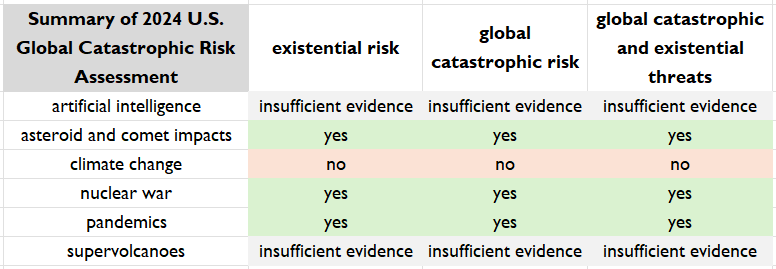 Summary of 2024 U.S.
Global Catastrophic Risk
Assessment
existential risk
global
catastrophic risk
global catastrophic
and existential
threats
artificial intelligence insufficient evidence insufficient evidence insufficient evidence
asteroid and comet impacts yes yes yes
climate change no no no
nuclear war yes yes yes
pandemics yes yes yes
supervolcanoes insufficient evidence insufficient evidence insufficient evidence